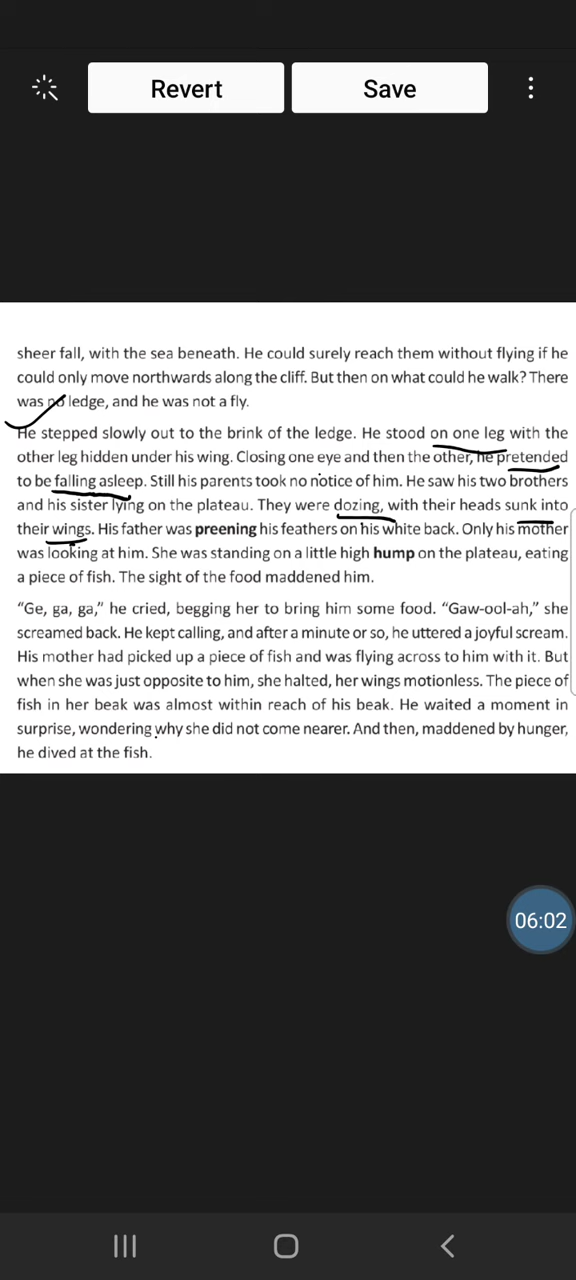 Revert
Save
sheer fall, with the sea beneath. He could surely reach them without flying if he
could only move northwards along the cliff. But then on what could he walk? There
was no ledge, and he was not a fly.
He stepped slowly out to the brink of the ledge. He stood on one leg with the
other leg hidden under his wing. Closing one eye and then the other, he pretended
to be falling asleep. Still his parents took no notice of him. He saw his two brothers
and his sister lying on the plateau. They were dozing, with their heads sunk into
their wings. His father was preening his feathers on his white back. Only his mother
was looking at him. She was standing on a little high hump on the plateau, eating
a piece of fish. The sight of the food maddened him.
“Ge, ga, ga,” he cried, begging her to bring him some food. “Gaw-ool-ah,” she
screamed back. He kept calling, and after a minute or so, he uttered a joyful scream.
His mother had picked up a piece of fish and was flying across to him with it. But
when she was just opposite to him, she halted, her wings motionless. The piece of
fish in her beak was almost within reach of his beak. He waited a moment in
surprise, wondering why she did not come nearer. And then, maddened by hunger,
he dived at the fish.
06:02